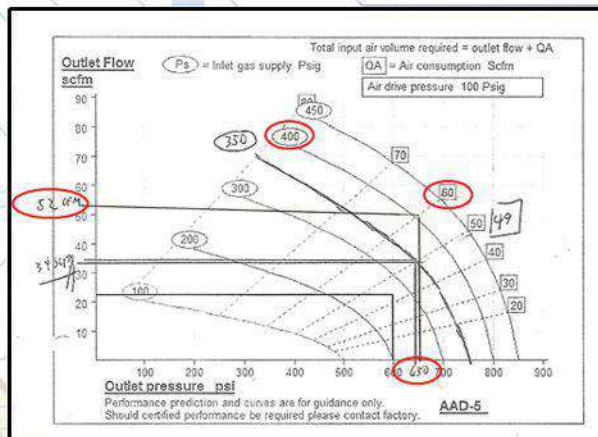 Total input air volume required = outlet flow + QA
Outlet Flow
scfm
Ps = Inlet gas supply Psig
QA = Air consumption Scfm
Air drive pressure 100 Psig
90
80
70
60
50
40
30
20
10
52 CFM
100
200
300
350
400
450
80
70
60
50
49
40
30
20
100 200 300 400 500 600 650 700 800 900
Outlet pressure psi
Performance prediction and curves are for guidance only.
Should certified performance be required please contact factory.
AAD-5